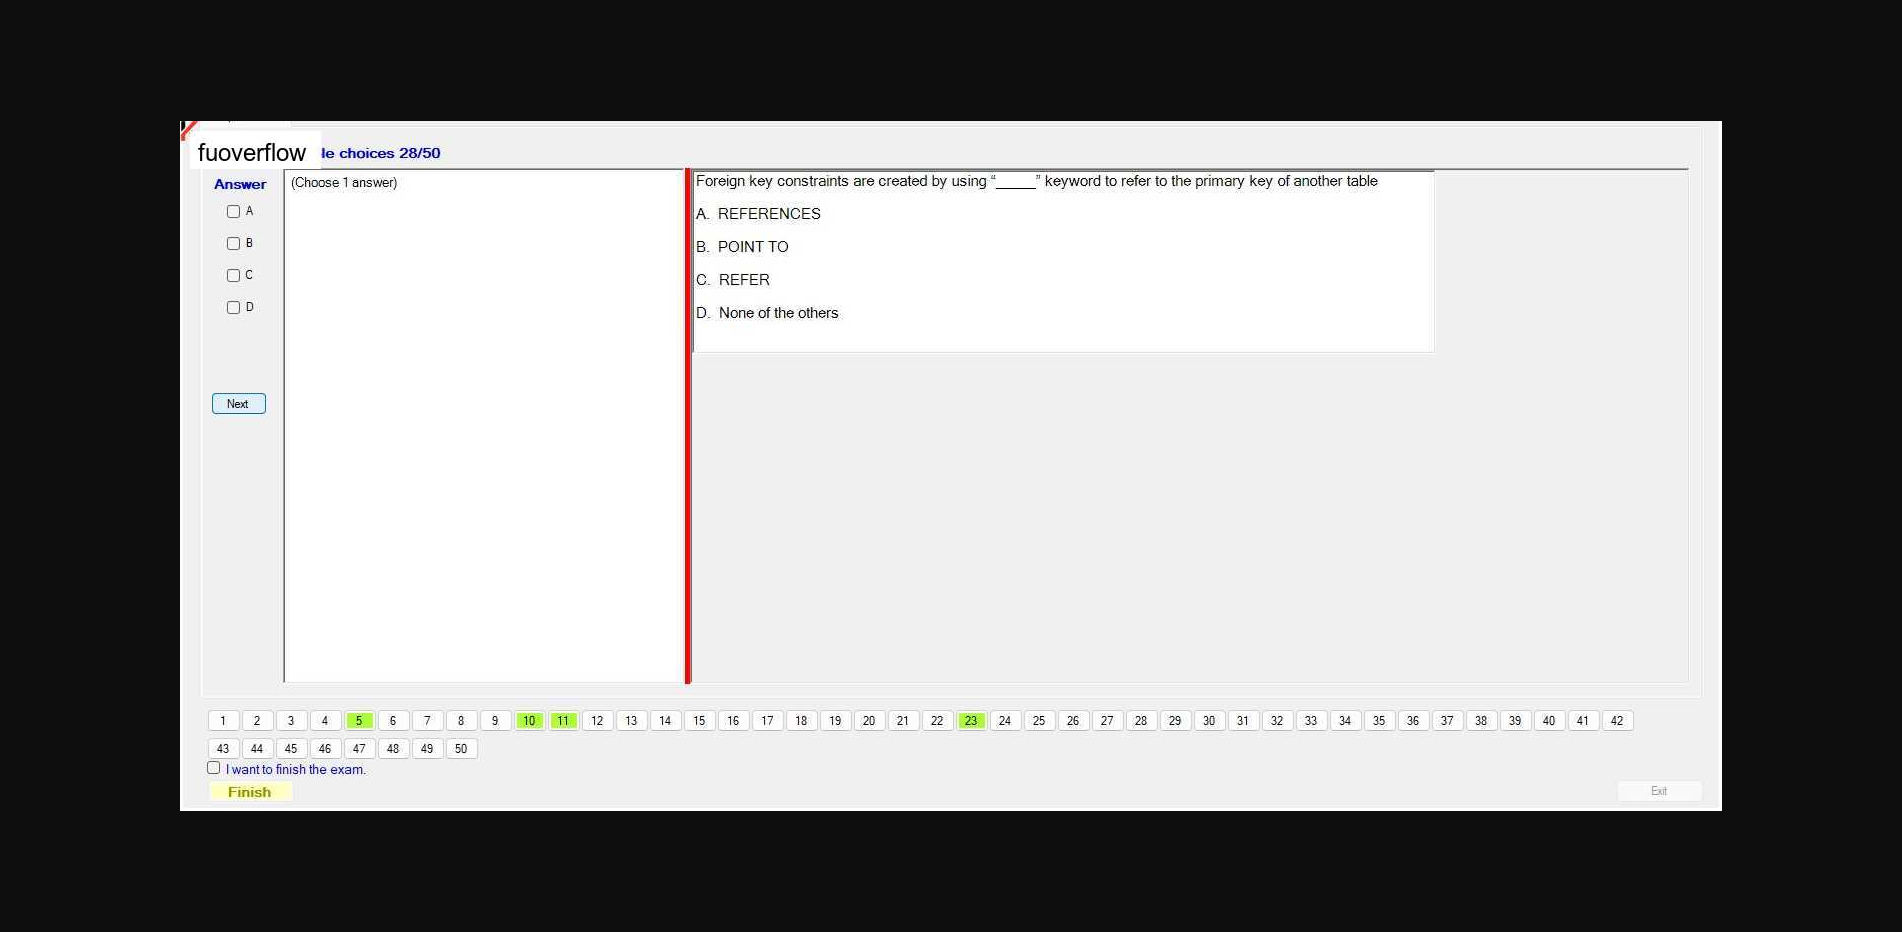 fuoverflow
le choices 28/50
Answer
(Choose 1 answer)
A
B
C
D
Next
Foreign key constraints are created by using “_____” keyword to refer to the primary key of another table
A. REFERENCES
B. POINT TO
C. REFER
D. None of the others
1 2 3 4 5 6 7 8 9 10 11 12 13 14 15 16 17 18 19 20 21 22 23 24 25 26 27 28 29 30 31 32 33 34 35 36 37 38 39 40 41 42
43 44 45 46 47 48 49 50
I want to finish the exam.
Finish
Exit